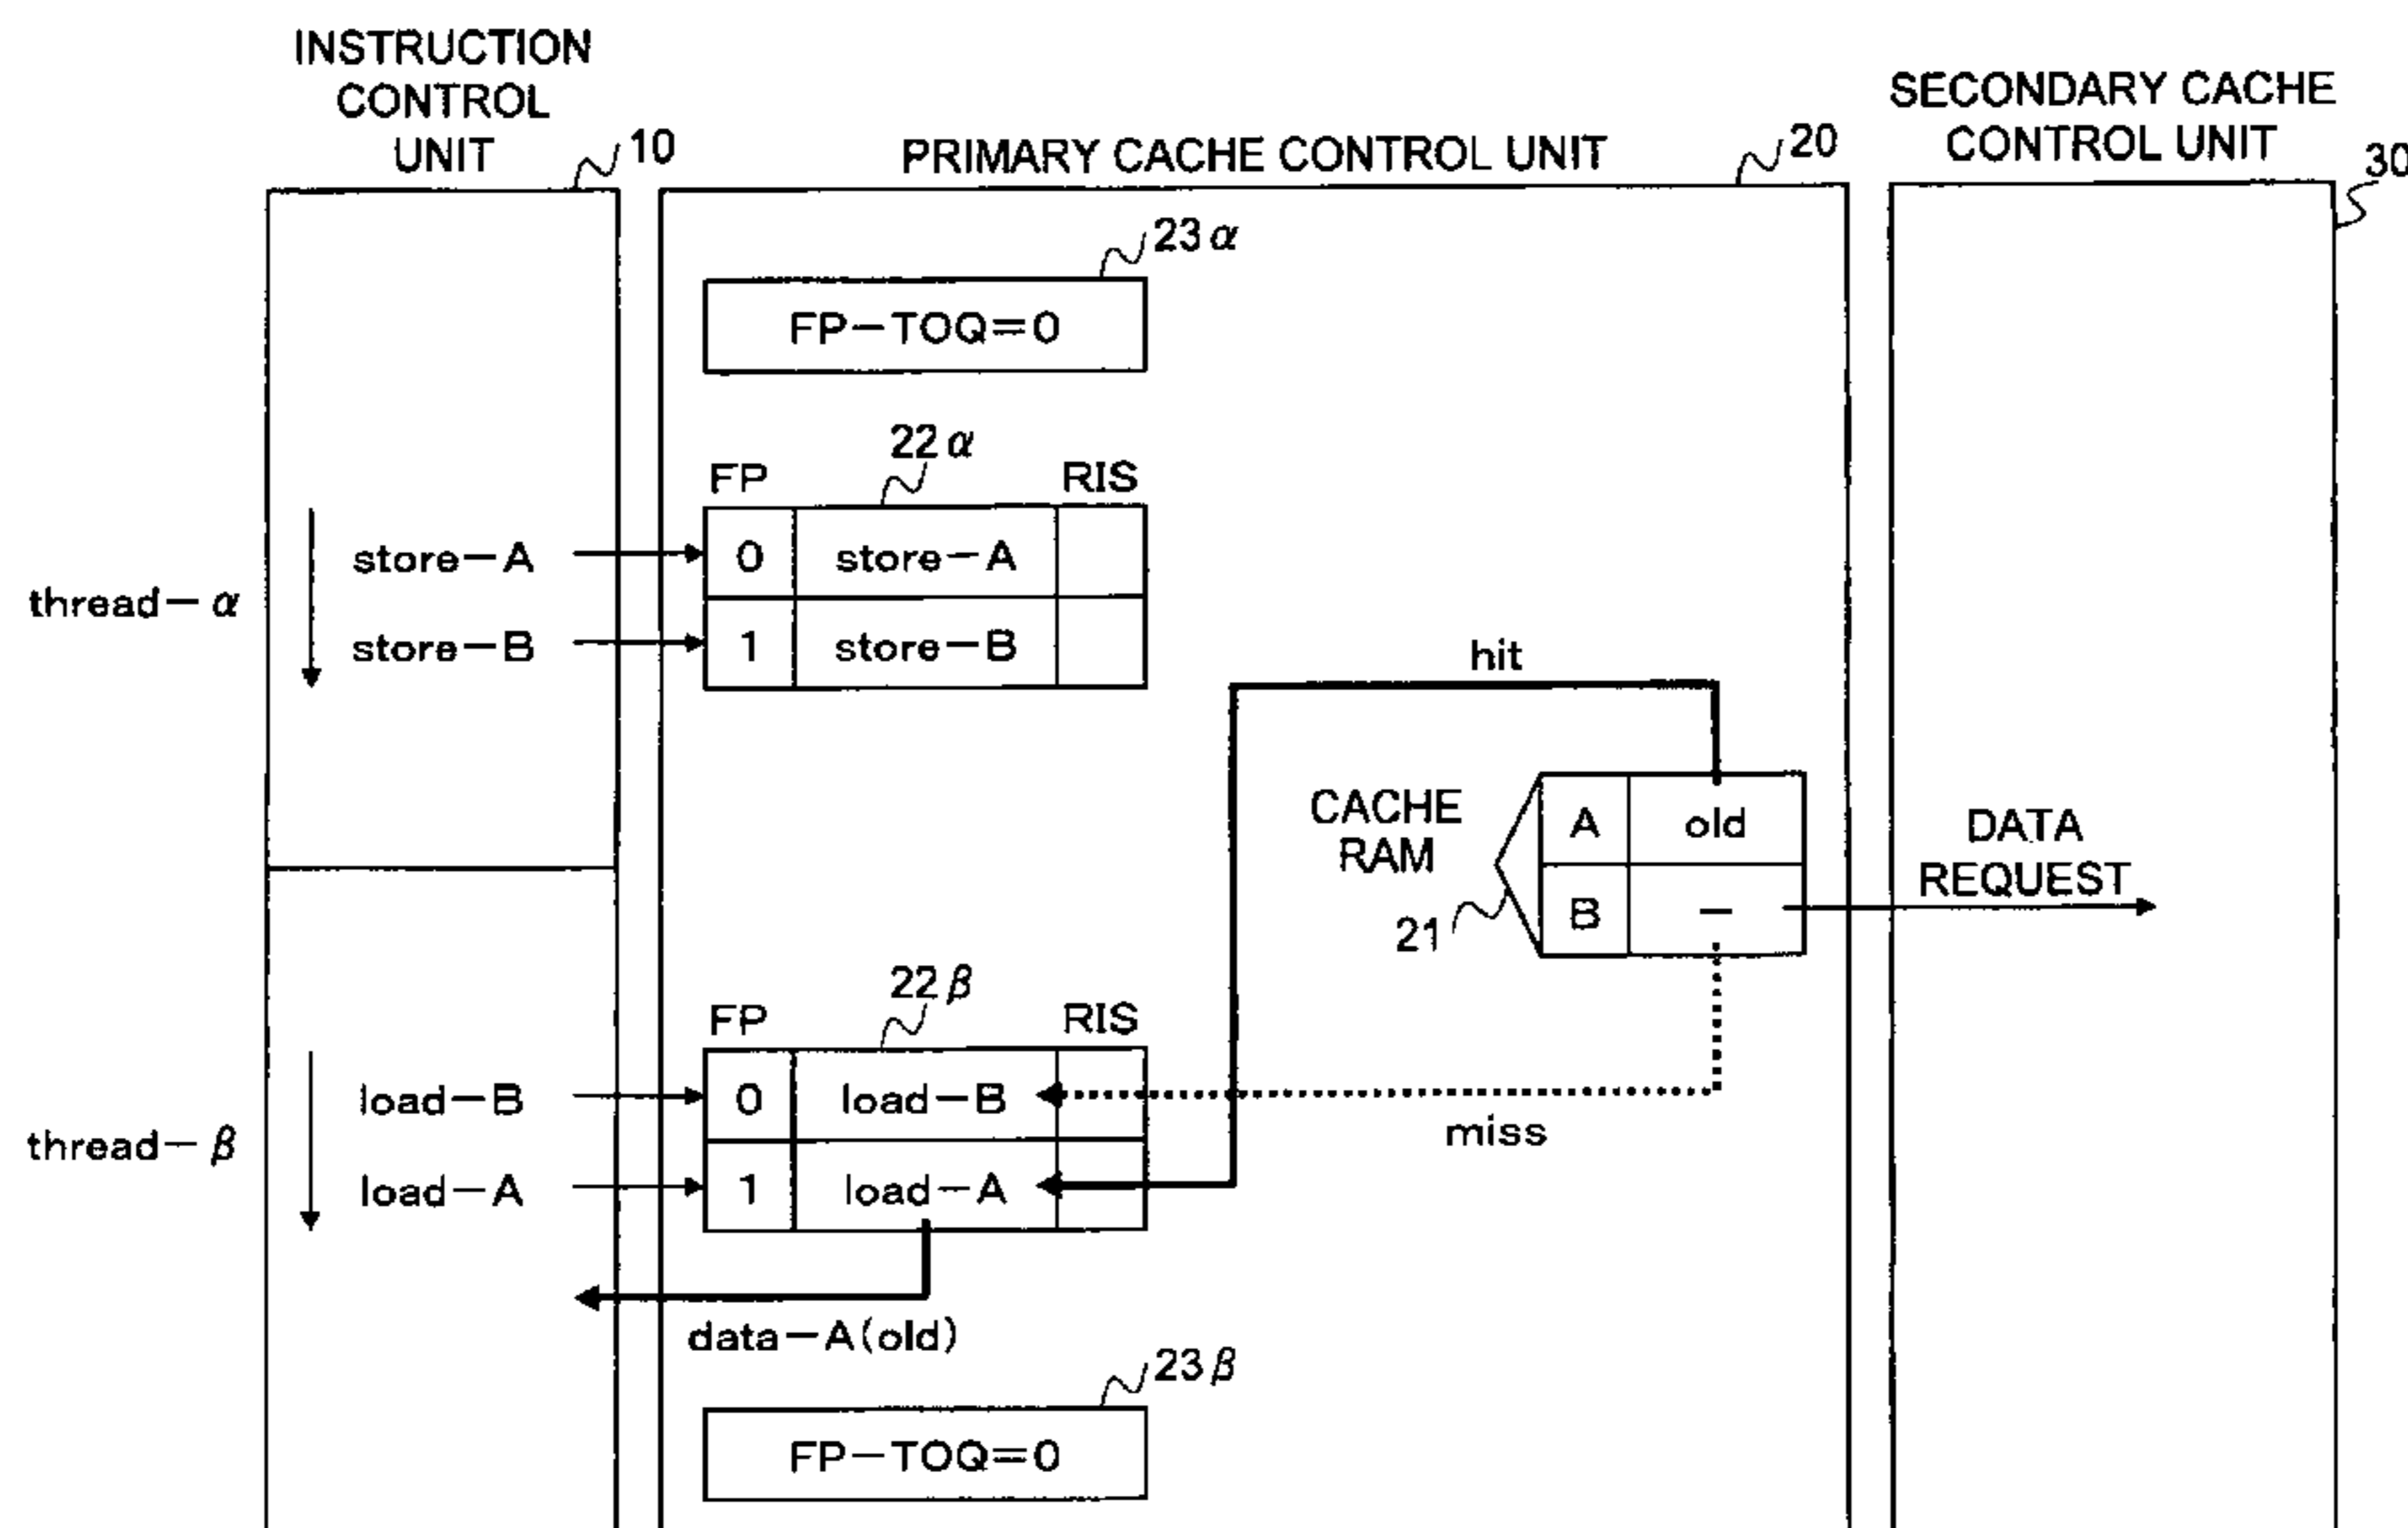 INSTRUCTION
CONTROL
UNIT
10
PRIMARY CACHE CONTROL UNIT
20
SECONDARY CACHE
CONTROL UNIT
30
23α
FP−TOQ=0
22α
FP
RIS
thread−α
store−A
0
store−A
store−B
1
store−B
hit
CACHE
RAM
21
A
old
B
−
DATA
REQUEST
22β
FP
RIS
thread−β
load−B
0
load−B
miss
load−A
1
load−A
data−A(old)
23β
FP−TOQ=0